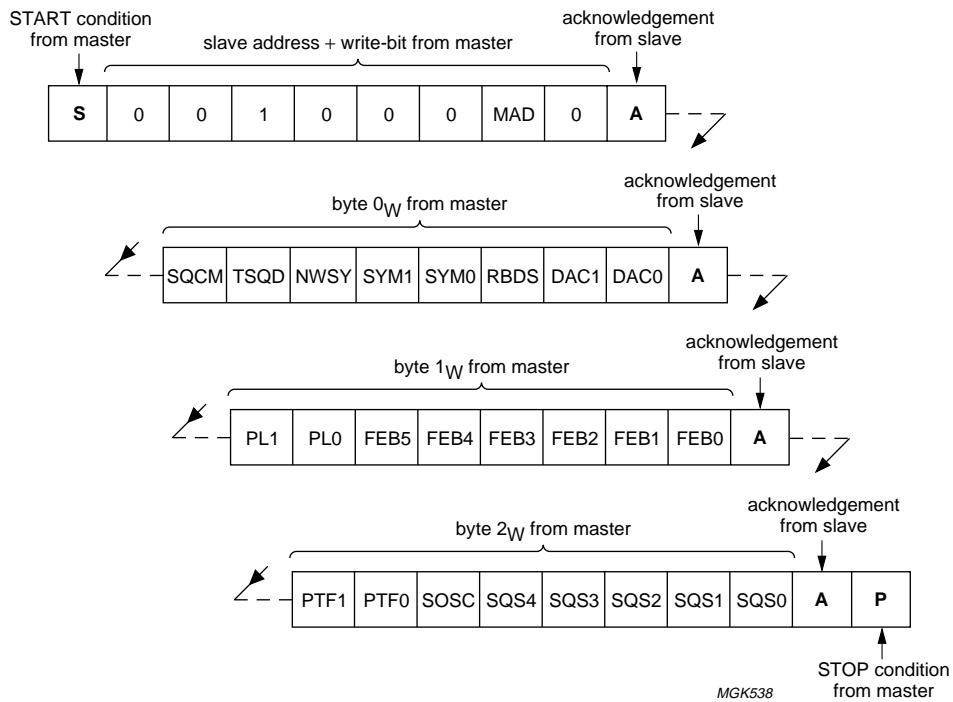 START condition
from master
slave address + write-bit from master
acknowledgement
from slave
S 0 0 1 0 0 0 MAD 0 A
byte 0W from master
acknowledgement
from slave
SQCM TSQD NWSY SYM1 SYM0 RBDS DAC1 DAC0 A
byte 1W from master
acknowledgement
from slave
PL1 PL0 FEB5 FEB4 FEB3 FEB2 FEB1 FEB0 A
byte 2W from master
acknowledgement
from slave
PTF1 PTF0 SOSC SQS4 SQS3 SQS2 SQS1 SQS0 A P
STOP condition
from master
MGK538